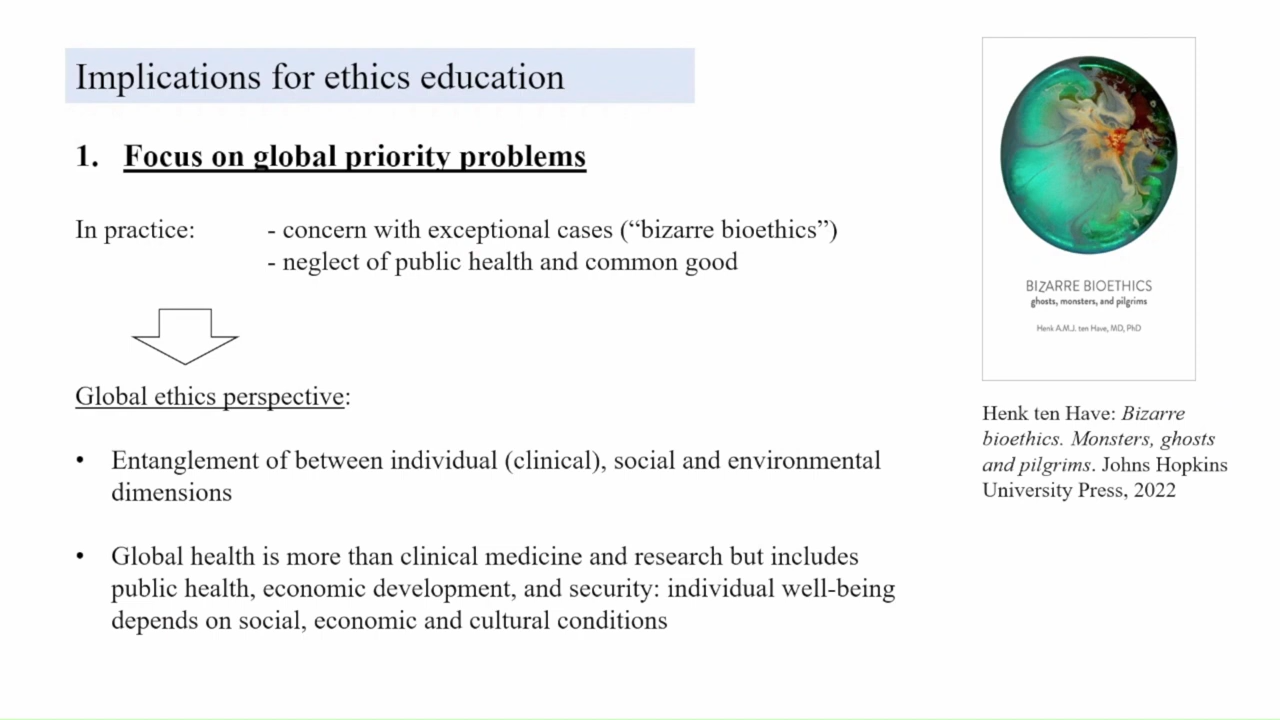 Implications for ethics education
1. Focus on global priority problems
In practice: - concern with exceptional cases (“bizarre bioethics”)
- neglect of public health and common good
Global ethics perspective:
• Entanglement of between individual (clinical), social and environmental
dimensions
• Global health is more than clinical medicine and research but includes
public health, economic development, and security: individual well-being
depends on social, economic and cultural conditions
BIZARRE BIOETHICS
ghosts, monsters, and pilgrims
Henk A.M.J. ten Have, MD, PhD
Henk ten Have: Bizarre
bioethics. Monsters, ghosts
and pilgrims. Johns Hopkins
University Press, 2022